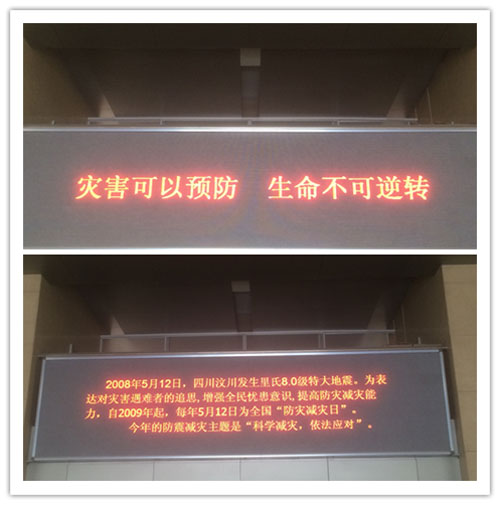 灾害可以预防 生命不可逆转
2008年5月12日，四川汶川发生里氏8.0级特大地震。为表
达对灾害遇难者的追思,增强全民忧患意识,提高防灾减灾能
力，自2009年起，每年5月12日为全国“防灾减灾日”。
今年的防震减灾主题是“科学减灾，依法应对”。